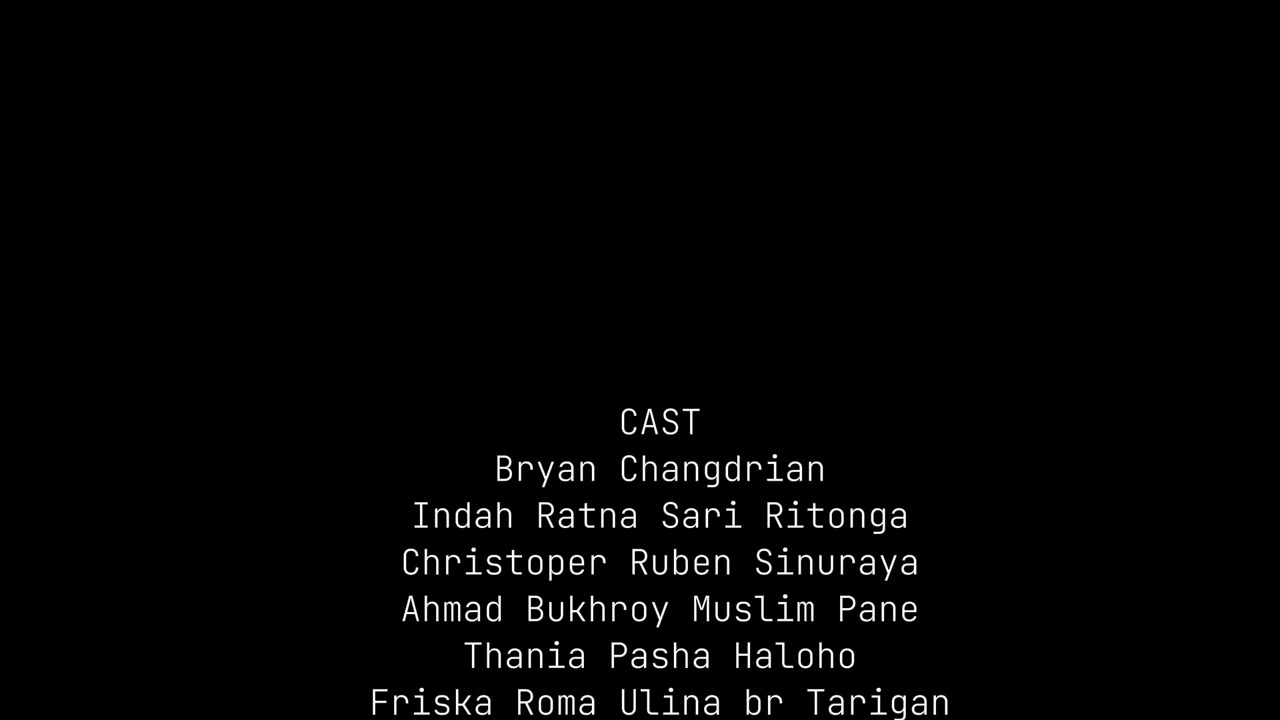 CAST
Bryan Changdrian
Indah Ratna Sari Ritonga
Christoper Ruben Sinuraya
Ahmad Bukhroy Muslim Pane
Thania Pasha Haloho
Friska Roma Ulina br Tarigan